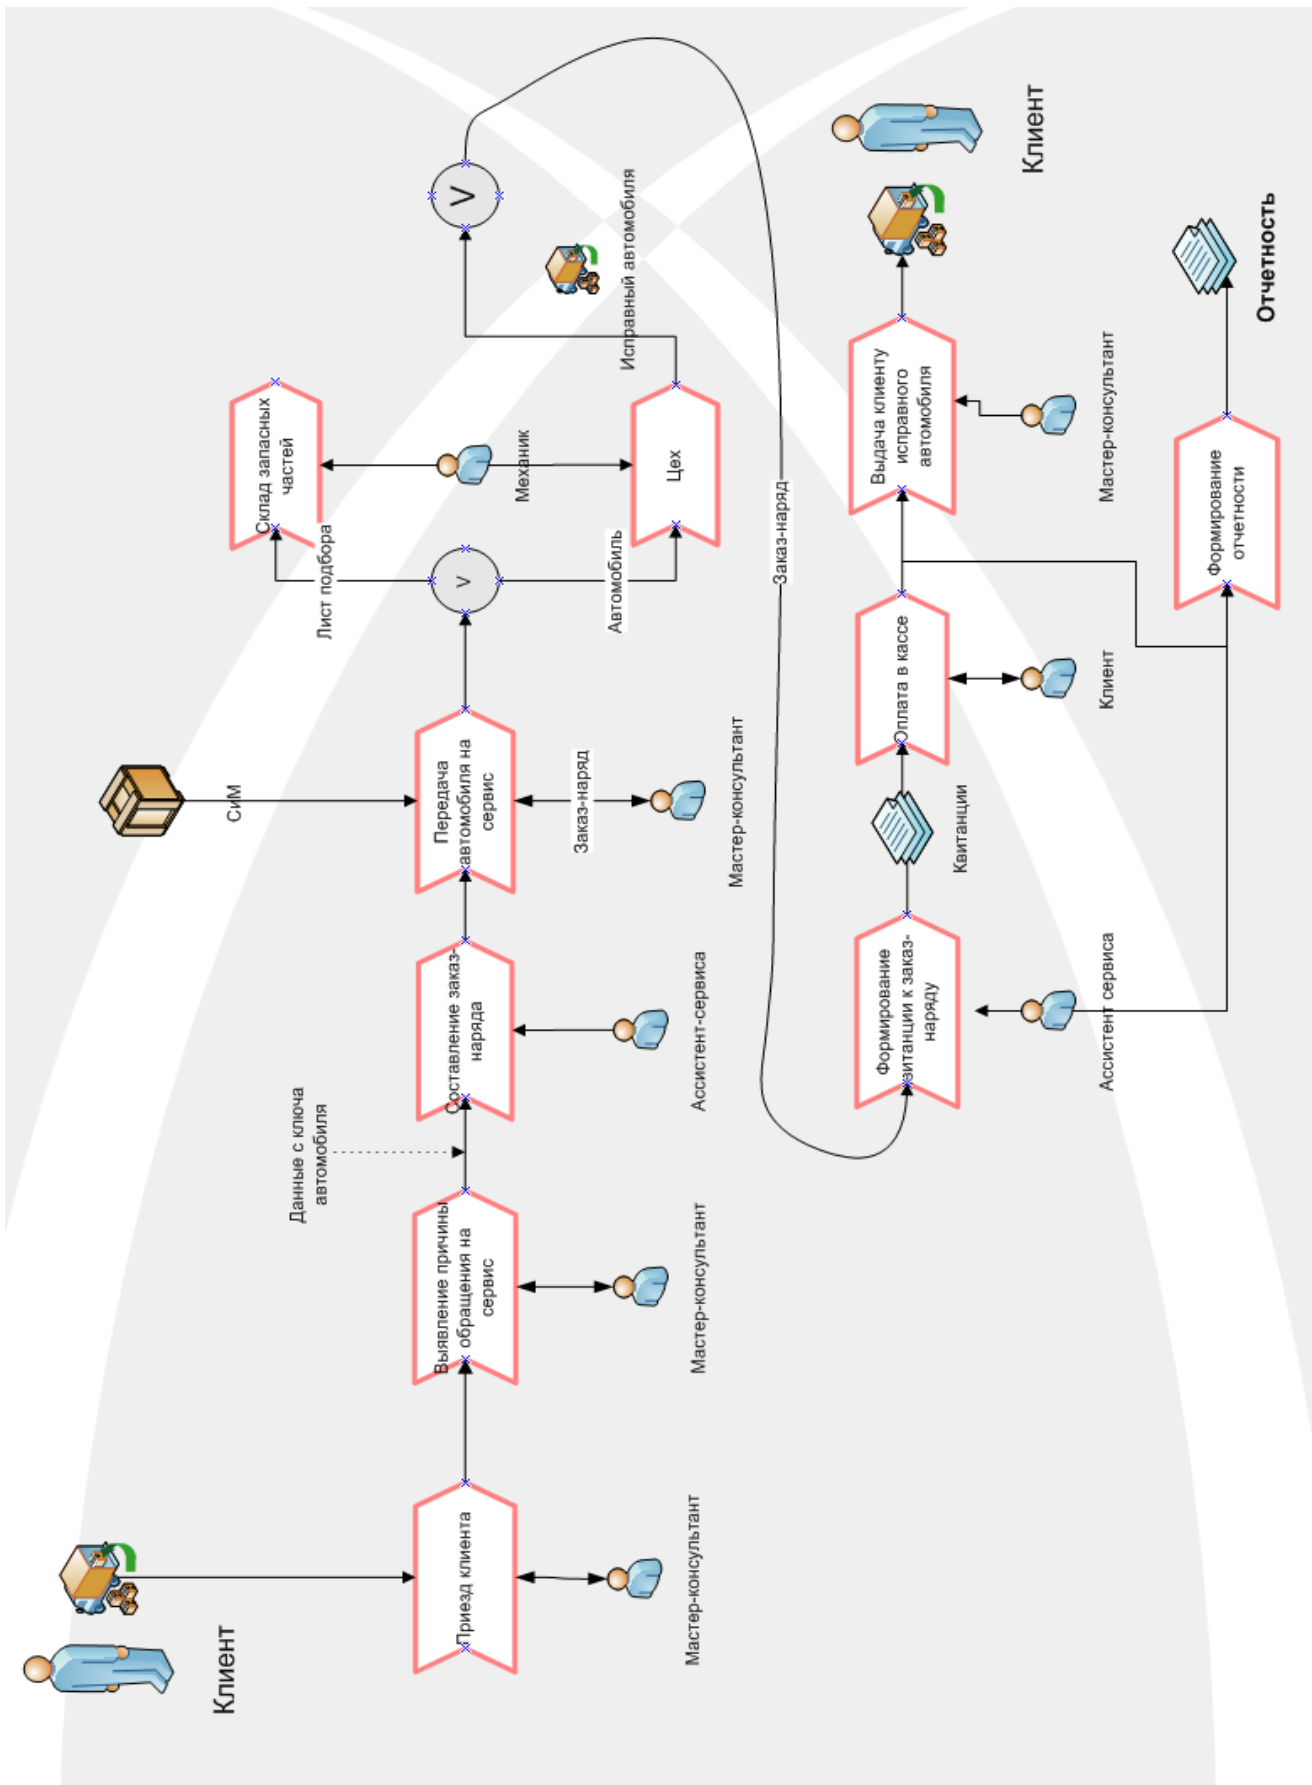 Клиент
Приезд клиента
Мастер-консультант
Выявление причины
обращения на
сервис
Мастер-консультант
Данные с ключа
автомобиля
Составление заказ-
наряда
Ассистент-сервиса
СиМ
Передача
автомобиля на
сервис
Заказ-наряд
Мастер-консультант
V
Лист подбора
Автомобиль
Склад запасных
частей
Механик
Цех
Исправный автомобиля
V
Заказ-наряд
Формирование
квитанции к заказ-
наряду
Ассистент сервиса
Квитанции
Оплата в кассе
Клиент
Выдача клиенту
исправного
автомобиля
Мастер-консультант
Клиент
Формирование
отчетности
Отчетность